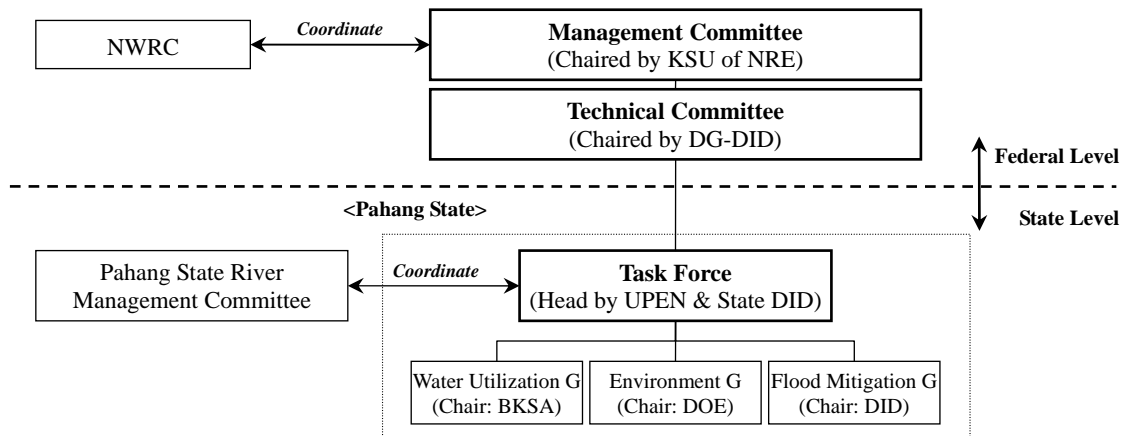 NWRC
Coordinate
Management Committee
(Chaired by KSU of NRE)
Technical Committee
(Chaired by DG-DID)
Federal Level
<Pahang State>
State Level
Pahang State River
Management Committee
Coordinate
Task Force
(Head by UPEN & State DID)
Water Utilization G
(Chair: BKSA)
Environment G
(Chair: DOE)
Flood Mitigation G
(Chair: DID)